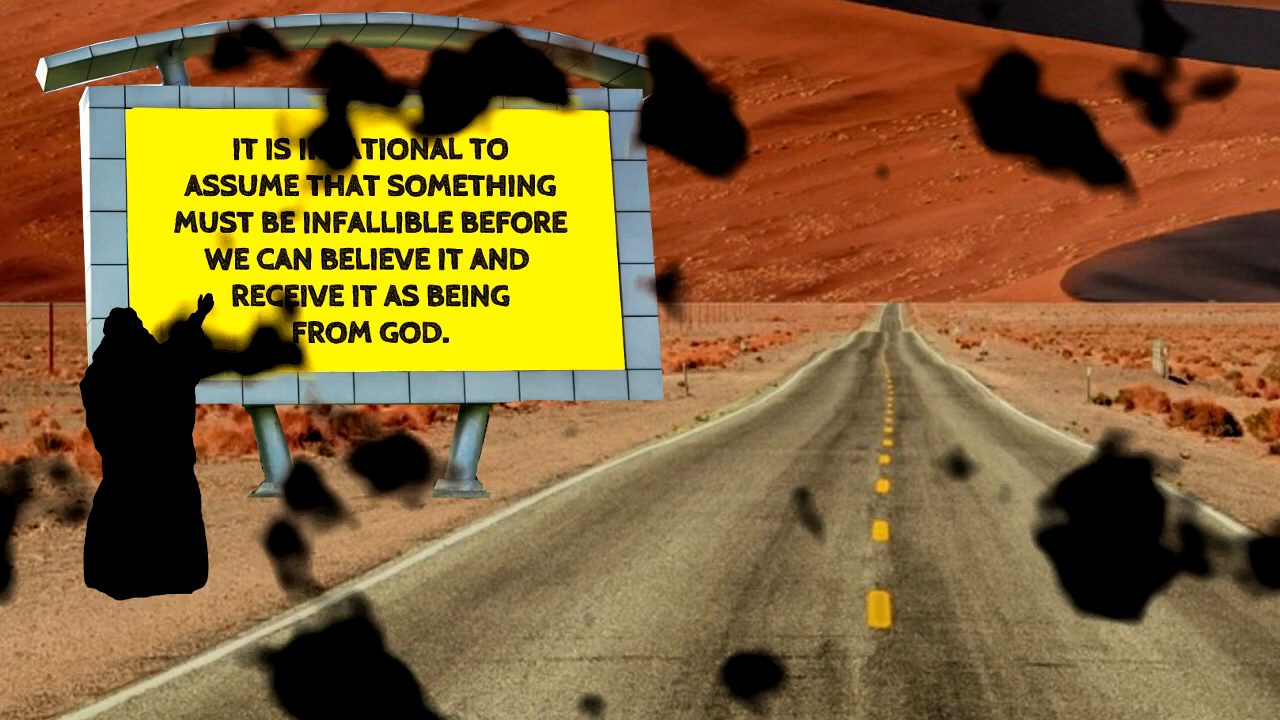 IT IS IRRATIONAL TO
ASSUME THAT SOMETHING
MUST BE INFALLIBLE BEFORE
WE CAN BELIEVE IT AND
RECEIVE IT AS BEING
FROM GOD.